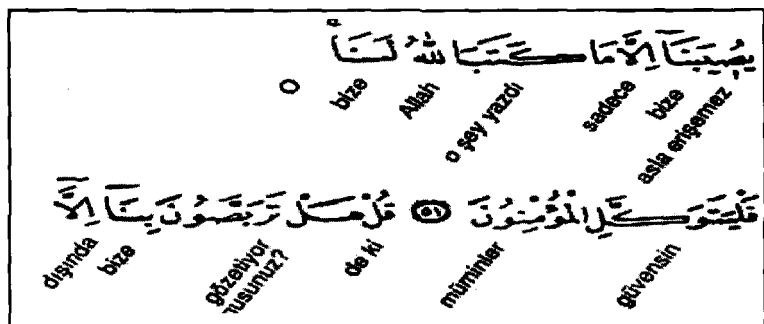 يُصِيبَنَٓا اِلَّا مَا كَتَبَ اللّٰهُ لَنَاۚ
asla erişemez bize sadece o şey yazdı Allah bize O
فَلْيَتَوَكَّلِ الْمُؤْمِنُونَ ﴿٥١﴾ قُلْ هَلْ تَرَبَّصُونَ بِنَٓا اِلَّٓا
güvensin müminler de ki gözetiyor musunuz? bize dışında